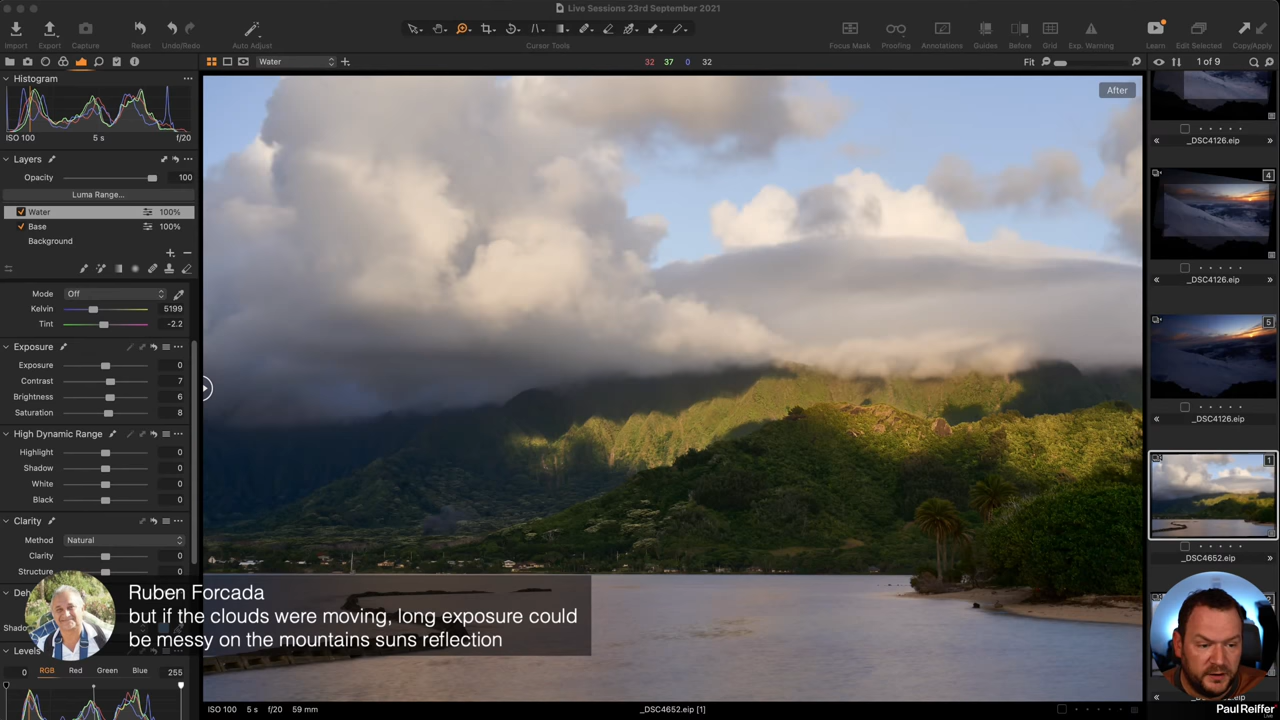 Live Sessions 23rd September 2021
Import
Export
Capture
Reset
Undo/Redo
Auto Adjust
Cursor Tools
Focus Mask
Proofing
Annotations
Guides
Before
Grid
Exp. Warning
Learn
Edit Selected
Copy/Apply
Water
32 37 0 32
Fit
1 of 9
Histogram
ISO 100 5 s f/20
Layers
Opacity 100
Luma Range...
Water 100%
Base 100%
Background
Mode Off
Kelvin 5199
Tint -2.2
Exposure
Exposure 0
Contrast 7
Brightness 6
Saturation 8
High Dynamic Range
Highlight 0
Shadow 0
White 0
Black 0
Clarity
Method Natural
Clarity 0
Structure 0
Levels
0 RGB Red Green Blue 255
After
Ruben Forcada
but if the clouds were moving, long exposure could
be messy on the mountains suns reflection
ISO 100 5 s f/20 59 mm
_DSC4652.eip [1]
_DSC4126.eip
4
_DSC4126.eip
5
_DSC4126.eip
1
_DSC4652.eip
Paul Reiffer
Live